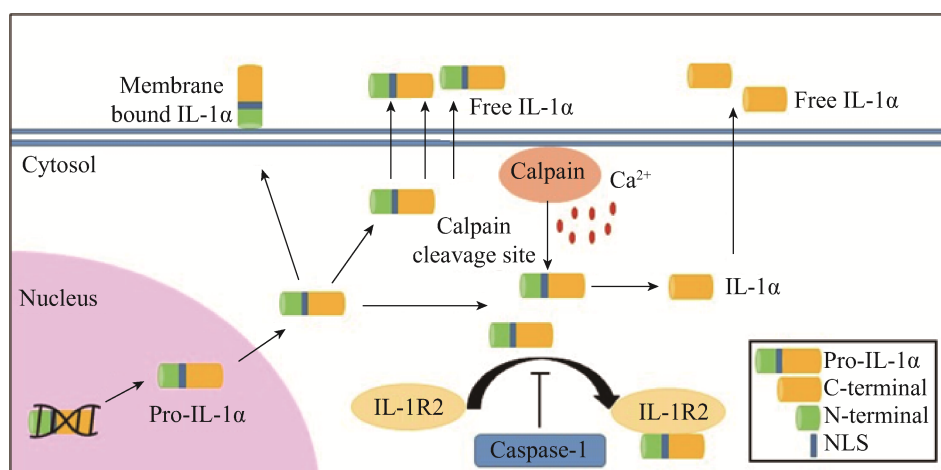 Membrane
bound IL-1α
Free IL-1α
Free IL-1α
Cytosol
Calpain
Ca²⁺
Calpain
cleavage site
IL-1α
Nucleus
Pro-IL-1α
IL-1R2
IL-1R2
Caspase-1
Pro-IL-1α
C-terminal
N-terminal
NLS